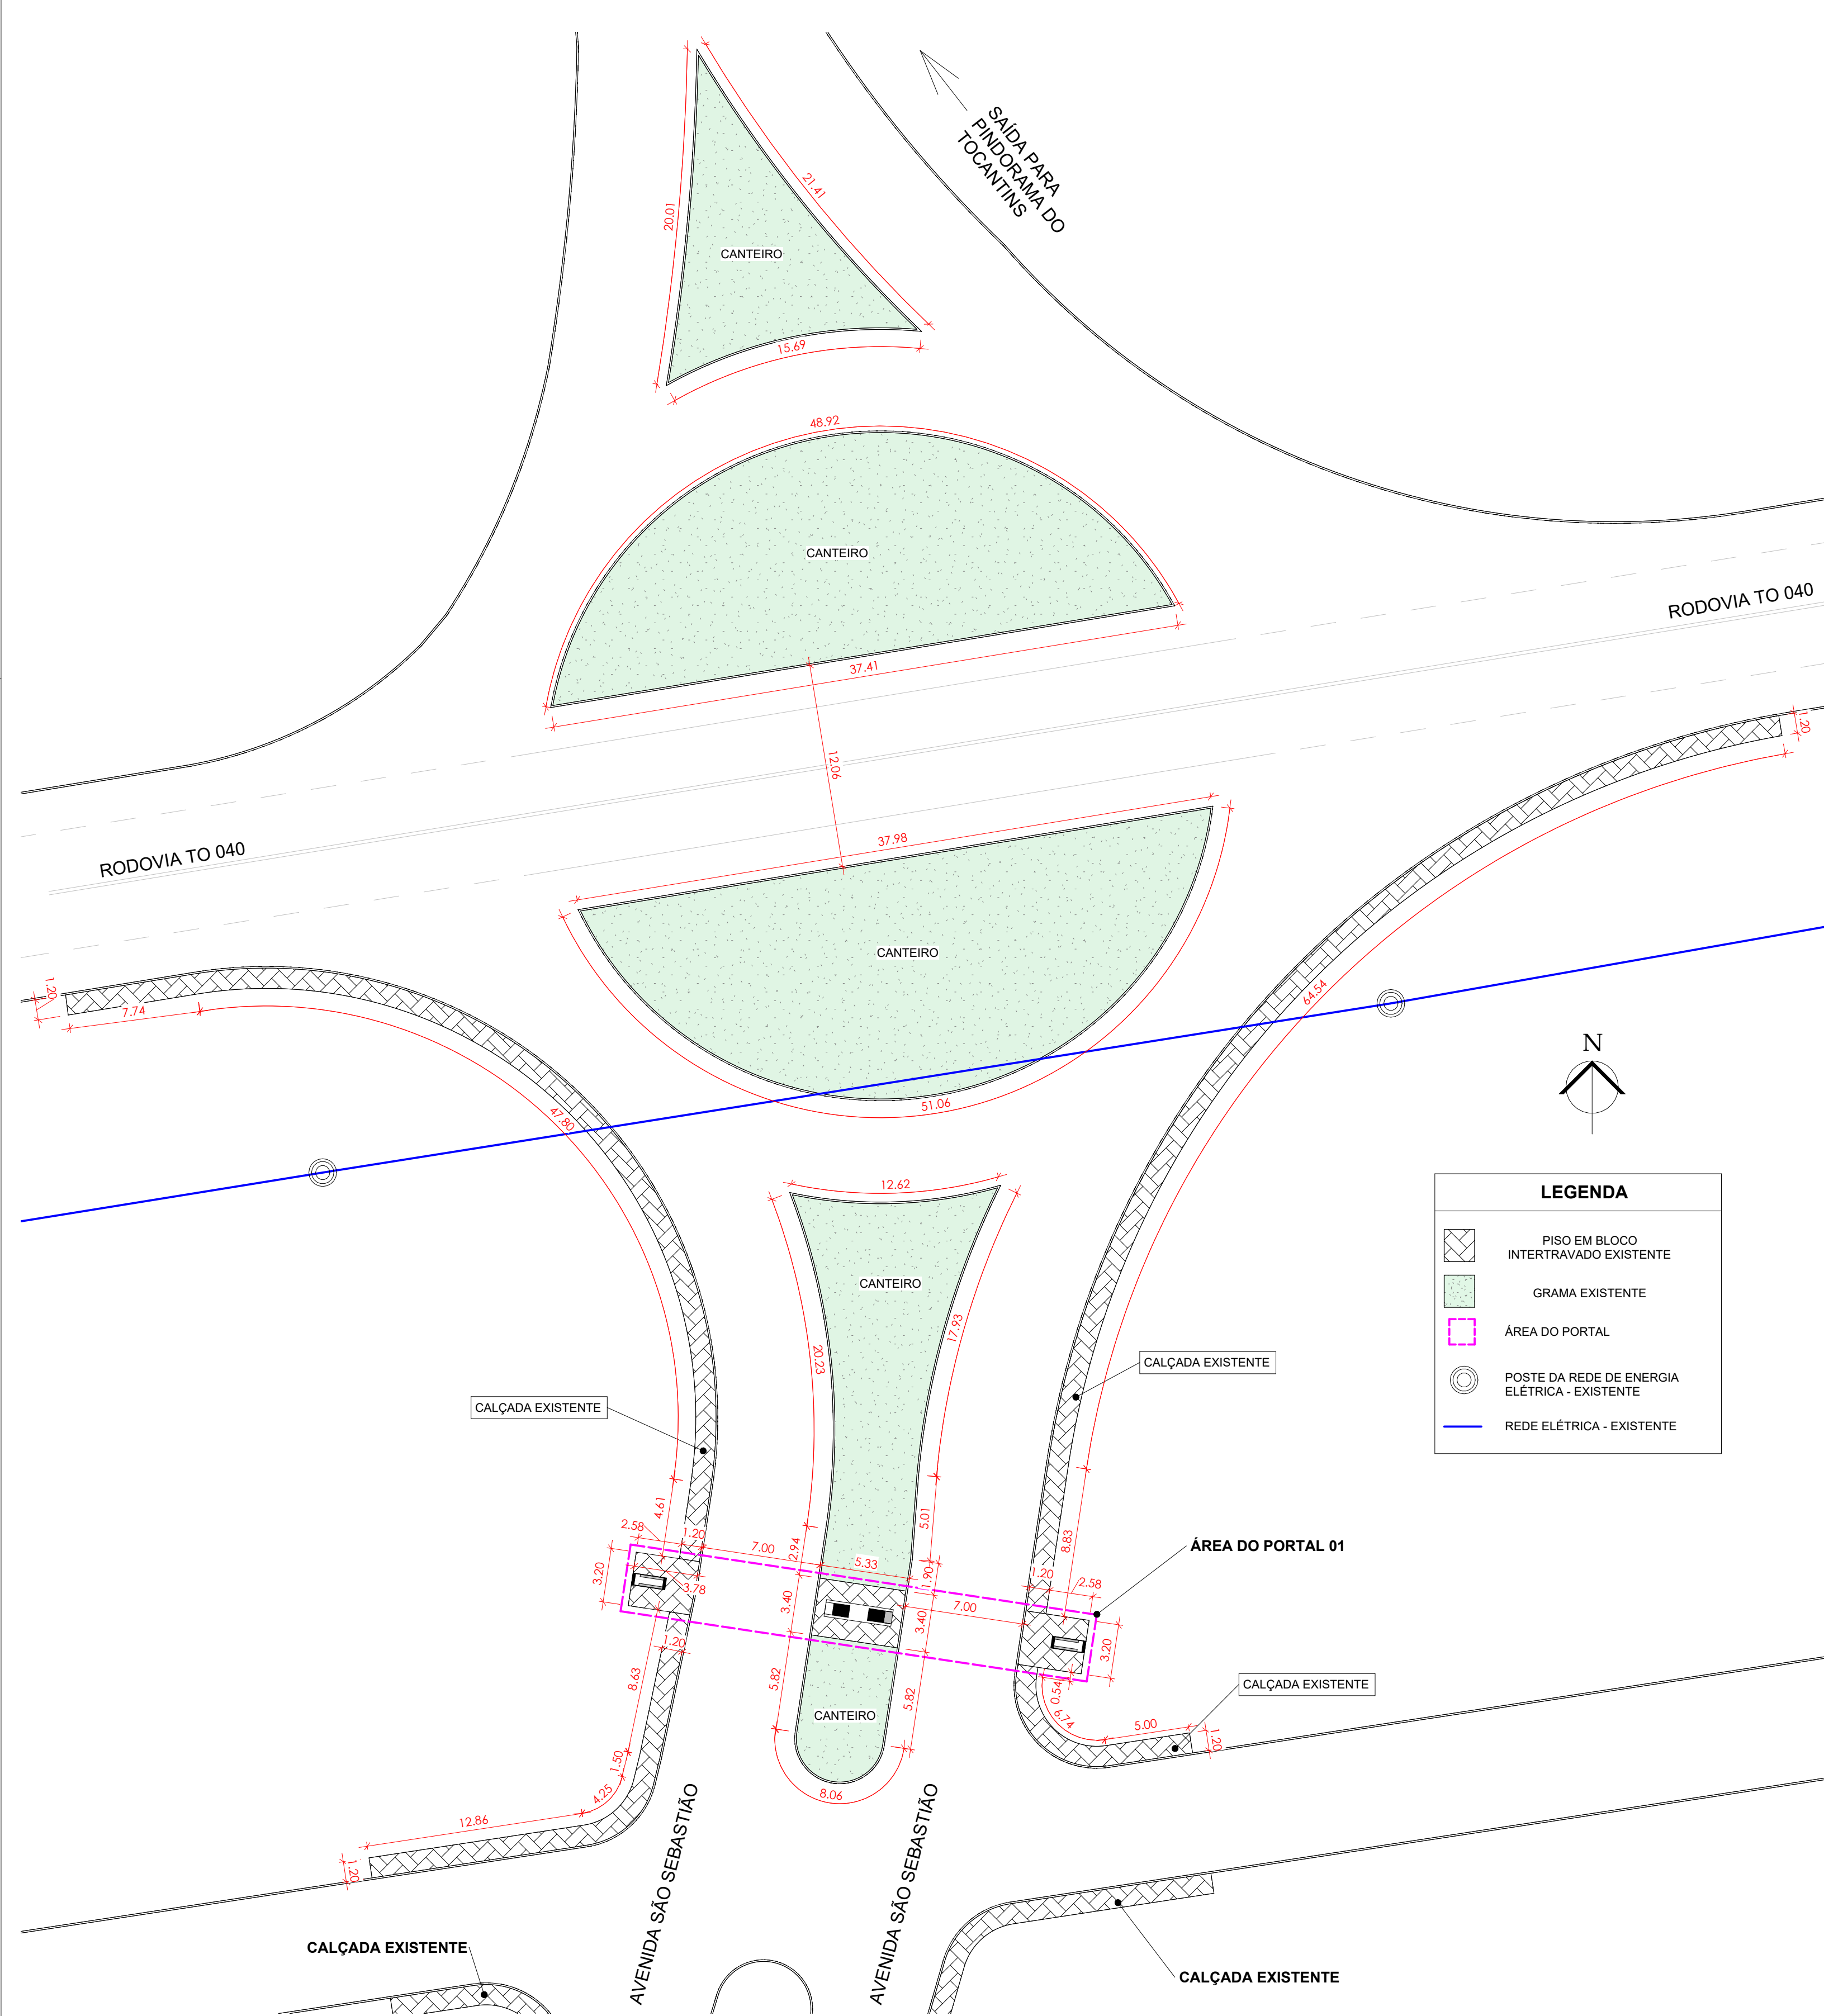 SAÍDA PARA
PINDORAMA DO
TOCANTINS
21.41
20.01
CANTEIRO
15.69
48.92
CANTEIRO
37.41
RODOVIA TO 040
12.06
1.20
37.98
RODOVIA TO 040
CANTEIRO
1.20
7.74
64.54
51.06
47.80
N
12.62
CANTEIRO
LEGENDA
PISO EM BLOCO
INTERTRAVADO EXISTENTE
GRAMA EXISTENTE
ÁREA DO PORTAL
POSTE DA REDE DE ENERGIA
ELÉTRICA - EXISTENTE
REDE ELÉTRICA - EXISTENTE
17.93
20.23
CALÇADA EXISTENTE
CALÇADA EXISTENTE
4.61
5.01
2.58
1.20
7.00
2.94
5.33
8.83
ÁREA DO PORTAL 01
3.20
3.78
1.90
1.20
2.58
3.40
7.00
3.40
1.20
3.20
8.63
5.82
5.82
0.54
6.74
CALÇADA EXISTENTE
CANTEIRO
5.00
1.20
1.50
4.25
8.06
12.86
1.20
AVENIDA SÃO SEBASTIÃO
AVENIDA SÃO SEBASTIÃO
CALÇADA EXISTENTE
CALÇADA EXISTENTE